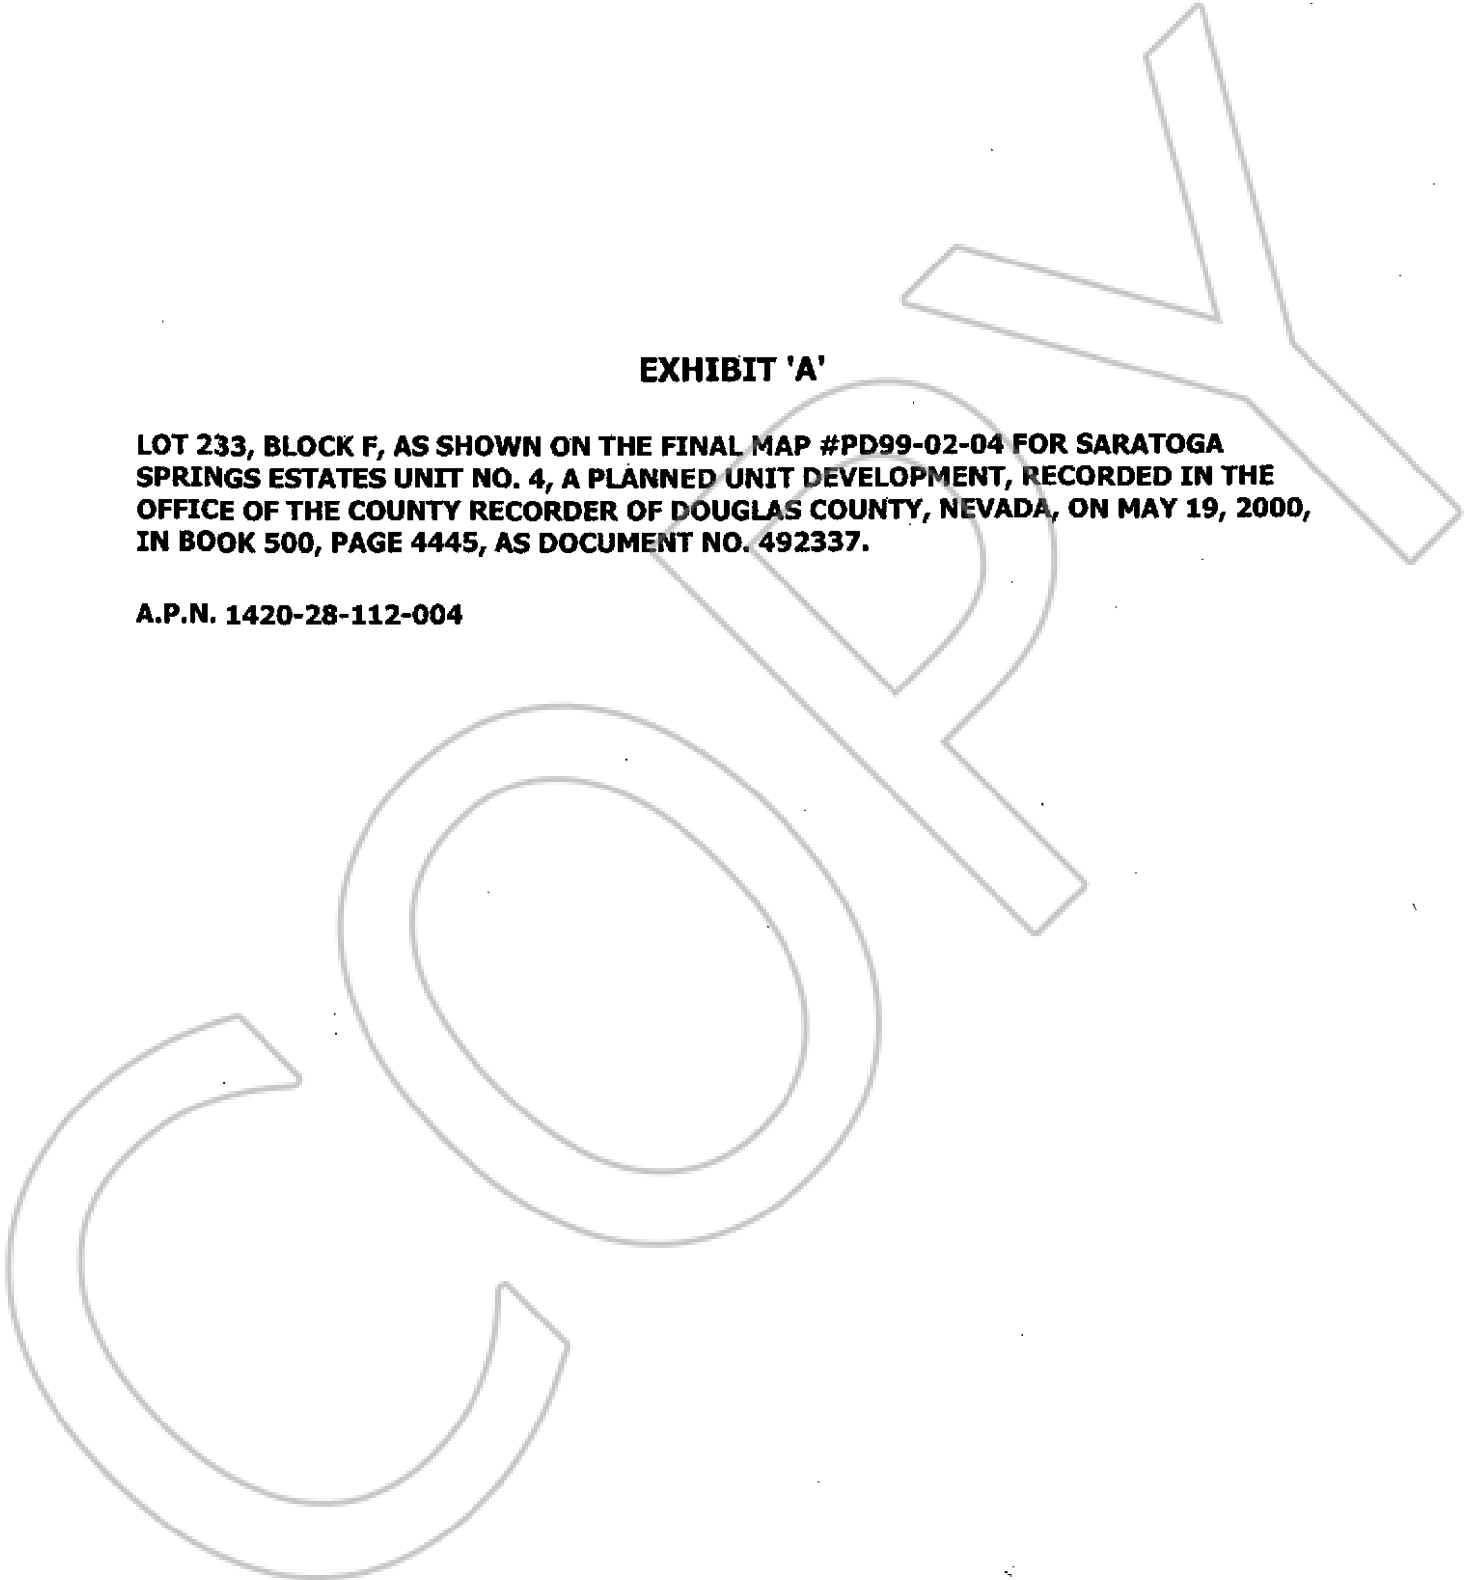 EXHIBIT 'A'
LOT 233, BLOCK F, AS SHOWN ON THE FINAL MAP #PD99-02-04 FOR SARATOGA
SPRINGS ESTATES UNIT NO. 4, A PLANNED UNIT DEVELOPMENT, RECORDED IN THE
OFFICE OF THE COUNTY RECORDER OF DOUGLAS COUNTY, NEVADA, ON MAY 19, 2000,
IN BOOK 500, PAGE 4445, AS DOCUMENT NO. 492337.
A.P.N. 1420-28-112-004
COPY